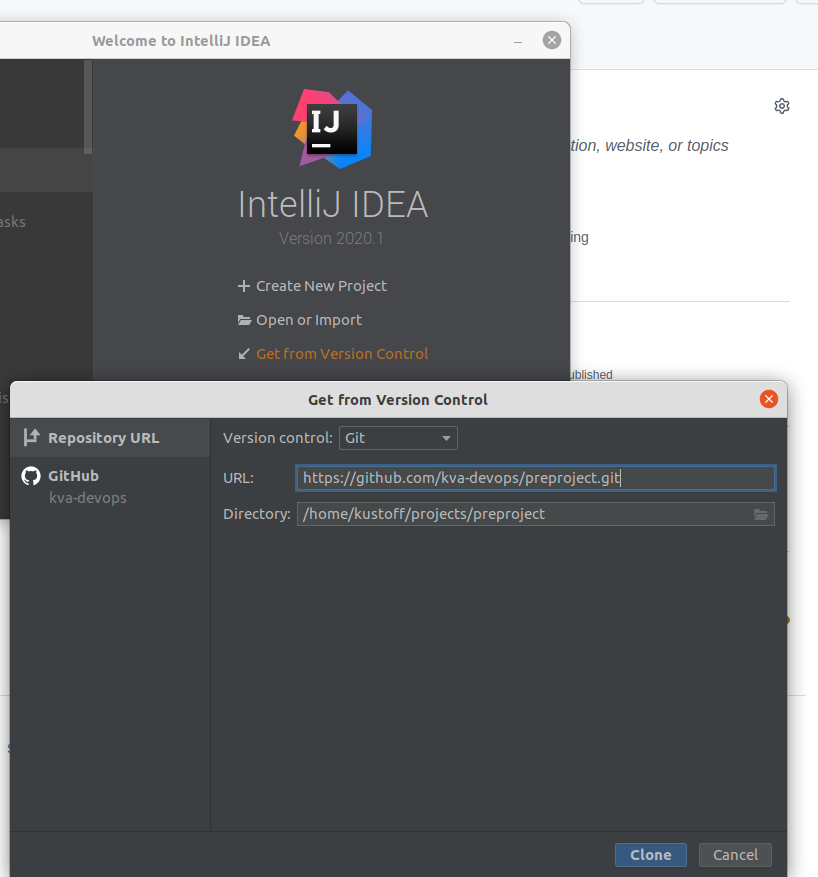 Welcome to IntelliJ IDEA
IJ
IntelliJ IDEA
Version 2020.1
Create New Project
Open or Import
Get from Version Control
tion, website, or topics
asks
ing
ublished
is
Get from Version Control
Repository URL
GitHub
kva-devops
Version control: Git
URL: https://github.com/kva-devops/preproject.git
Directory: /home/kustoff/projects/preproject
Clone Cancel